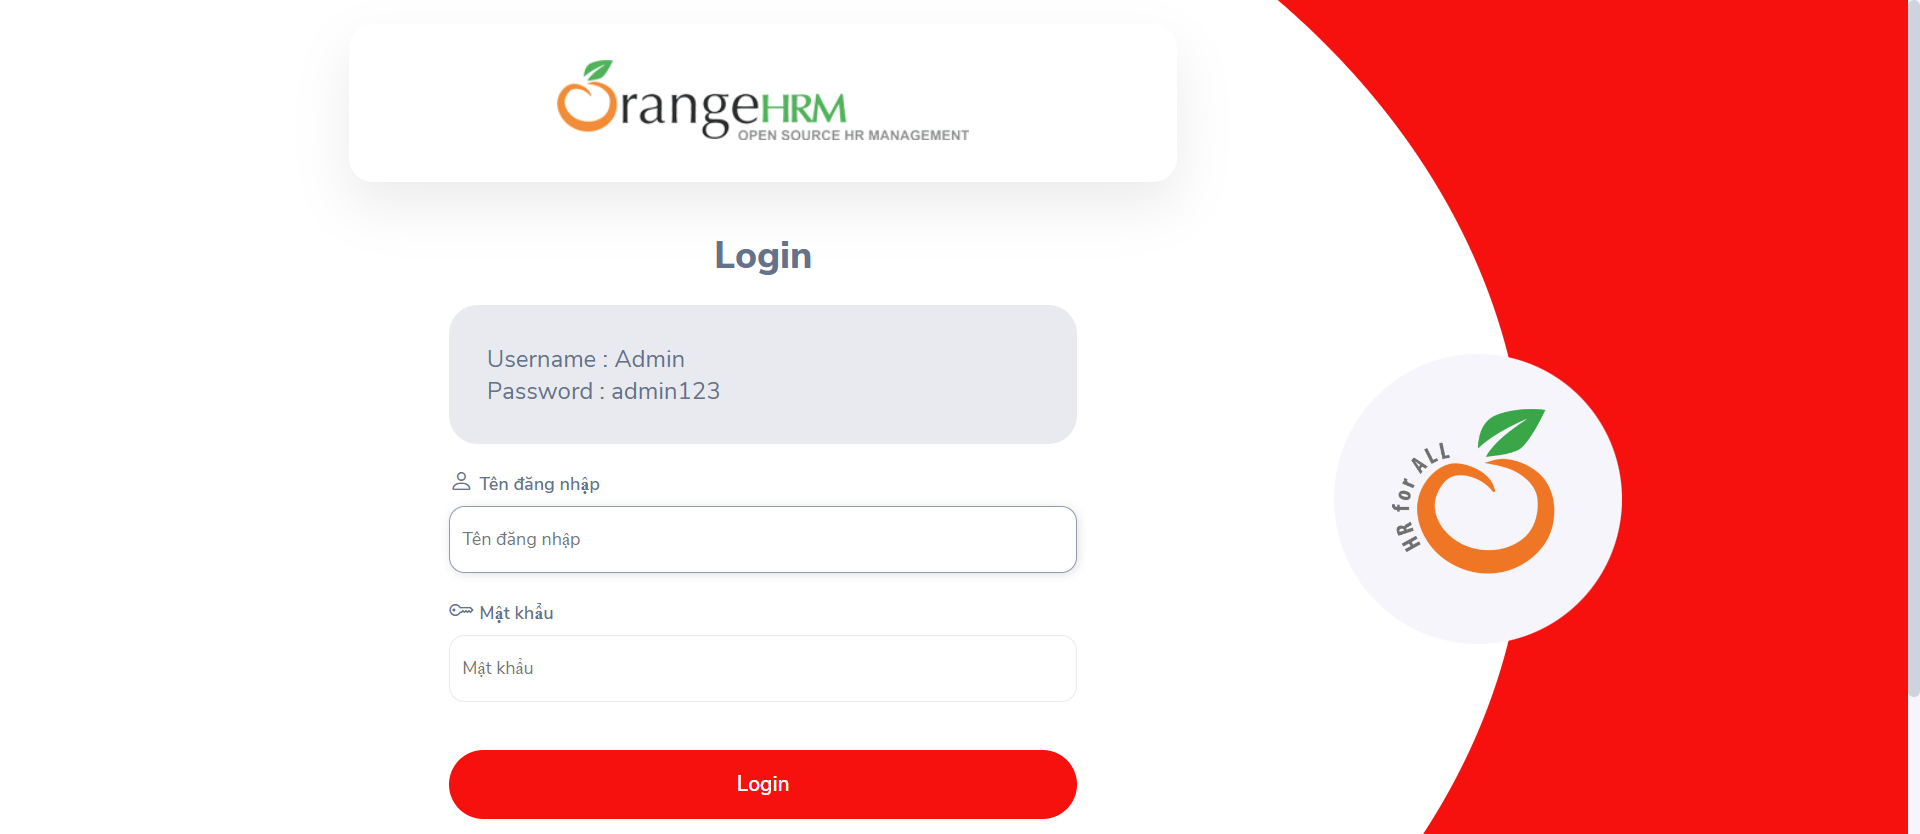 OrangeHRM
OPEN SOURCE HR MANAGEMENT
Login
Username : Admin
Password : admin123
Tên đăng nhập
Tên đăng nhập
Mật khẩu
Mật khẩu
Login
HR for ALL